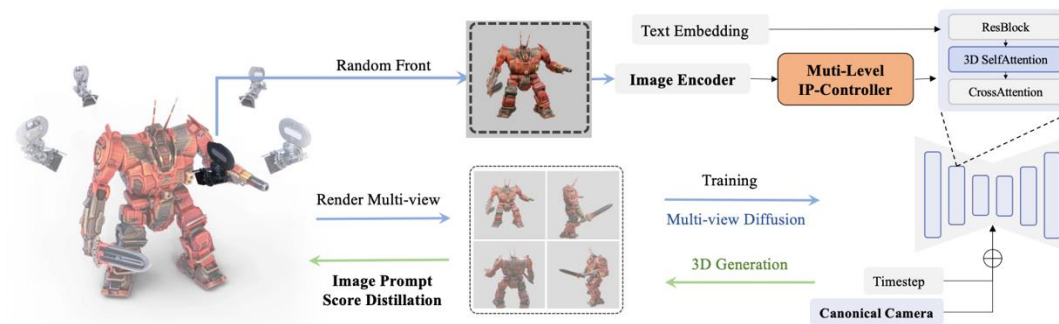 Random Front
Text Embedding
Image Encoder
Muti-Level
IP-Controller
ResBlock
3D SelfAttention
CrossAttention
Render Multi-view
Training
Multi-view Diffusion
Image Prompt
Score Distillation
3D Generation
Timestep
Canonical Camera